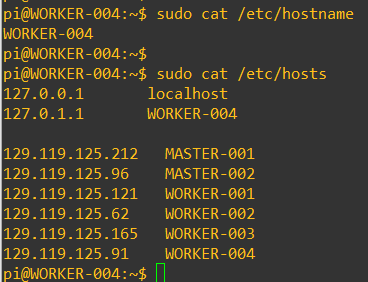 pi@WORKER-004:~$ sudo cat /etc/hostname
WORKER-004
pi@WORKER-004:~$
pi@WORKER-004:~$ sudo cat /etc/hosts
127.0.0.1 localhost
127.0.1.1 WORKER-004
129.119.125.212 MASTER-001
129.119.125.96 MASTER-002
129.119.125.121 WORKER-001
129.119.125.62 WORKER-002
129.119.125.165 WORKER-003
129.119.125.91 WORKER-004
pi@WORKER-004:~$